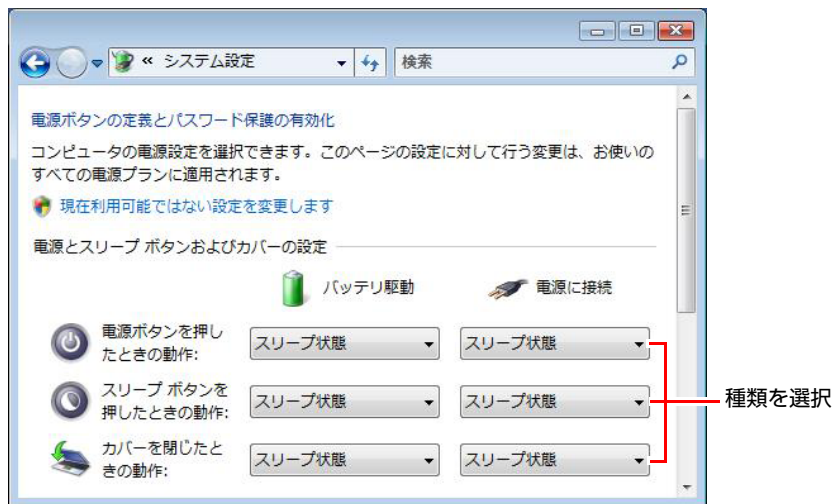 « システム設定
検索
電源ボタンの定義とパスワード保護の有効化
コンピュータの電源設定を選択できます。このページの設定に対して行う変更は、お使いの
すべての電源プランに適用されます。
現在利用可能ではない設定を変更します
電源とスリープ ボタンおよびカバーの設定
バッテリ駆動 電源に接続
電源ボタンを押し
たときの動作: スリープ状態 スリープ状態
スリープ ボタンを
押したときの動作: スリープ状態 スリープ状態
種類を選択
カバーを閉じたと
きの動作: スリープ状態 スリープ状態